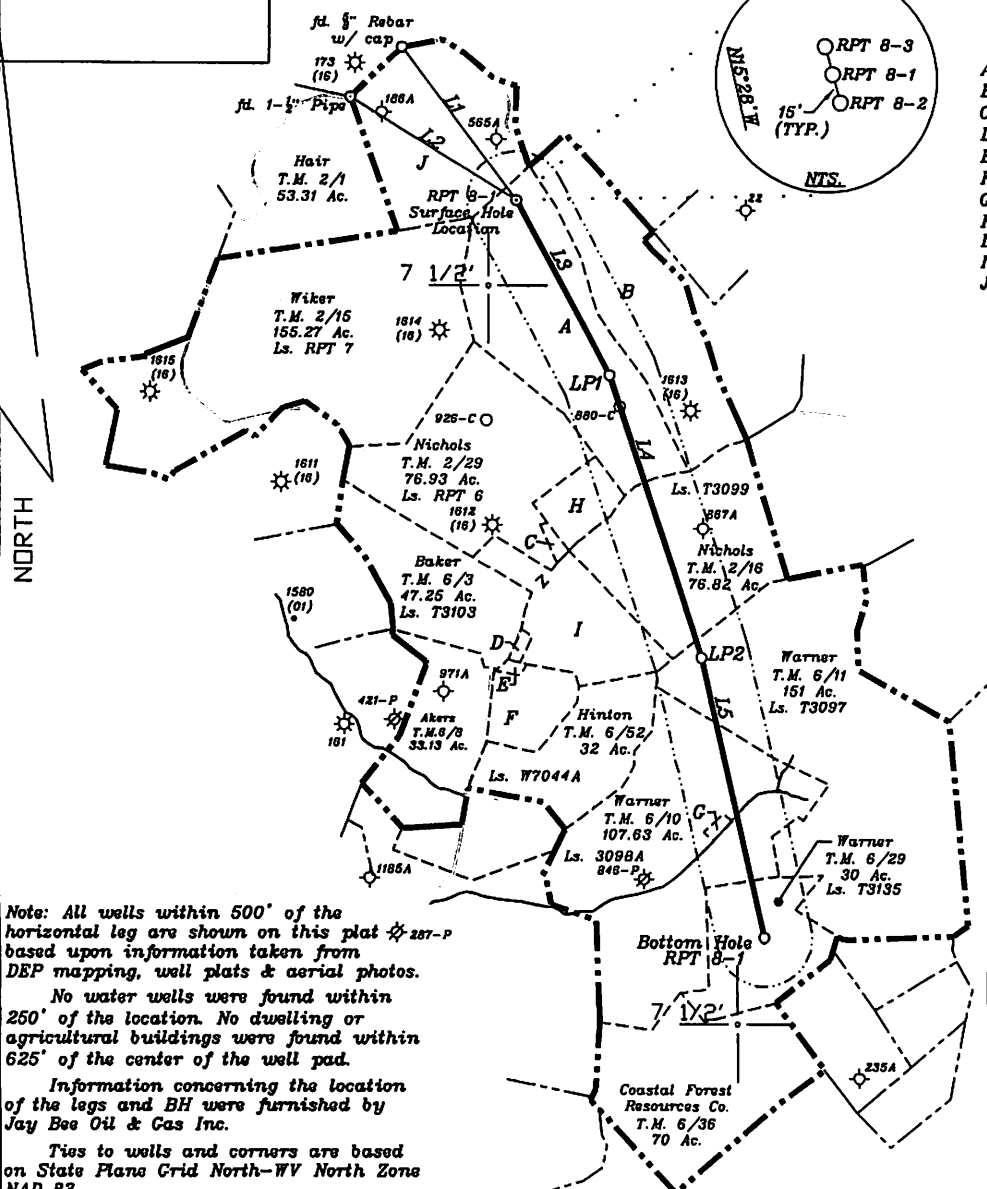 fd. 5/8" Rebar
w/ cap
173
(16)
fd. 1-1/2" Pipe
186A
L1
L2
J
565A
Hair
T.M. 2/1
53.31 Ac.
RPT 8-1
Surface Hole
Location
N15°28'W
RPT 8-3
RPT 8-1
RPT 8-2
15'
(TYP.)
NTS.
22
7 1/2'
L3
B
A
Wiker
T.M. 2/15
155.27 Ac.
Ls. RPT 7
1614
(16)
1615
(16)
LP1
880-C
1613
(16)
926-C
Nichols
T.M. 2/29
76.93 Ac.
Ls. RPT 6
1612
(16)
1611
(16)
LA
H
C
Ls. T3099
867A
Nichols
T.M. 2/16
76.82 Ac.
NORTH
Baker
T.M. 6/3
47.25 Ac.
Ls. T3103
1580
(01)
I
D
E
LP2
Warner
T.M. 6/11
151 Ac.
Ls. T3097
971A
421-P
161
Akers
T.M.6/8
33.13 Ac.
F
Hinton
T.M. 6/52
32 Ac.
L5
Ls. W7044A
Warner
T.M. 6/10
107.63 Ac.
Ls. 3098A
846-P
G
Warner
T.M. 6/29
30 Ac.
Ls. T3135
1185A
287-P
Bottom Hole
RPT 8-1
7 1/2'
235A
Coastal Forest
Resources Co.
T.M. 6/36
70 Ac.
Note: All wells within 500' of the
horizontal leg are shown on this plat
based upon information taken from
DEP mapping, well plats & aerial photos.
No water wells were found within
250' of the location. No dwelling or
agricultural buildings were found within
625' of the center of the well pad.
Information concerning the location
of the legs and BH were furnished by
Jay Bee Oil & Gas Inc.
Ties to wells and corners are based
on State Plane Grid North-WV North Zone